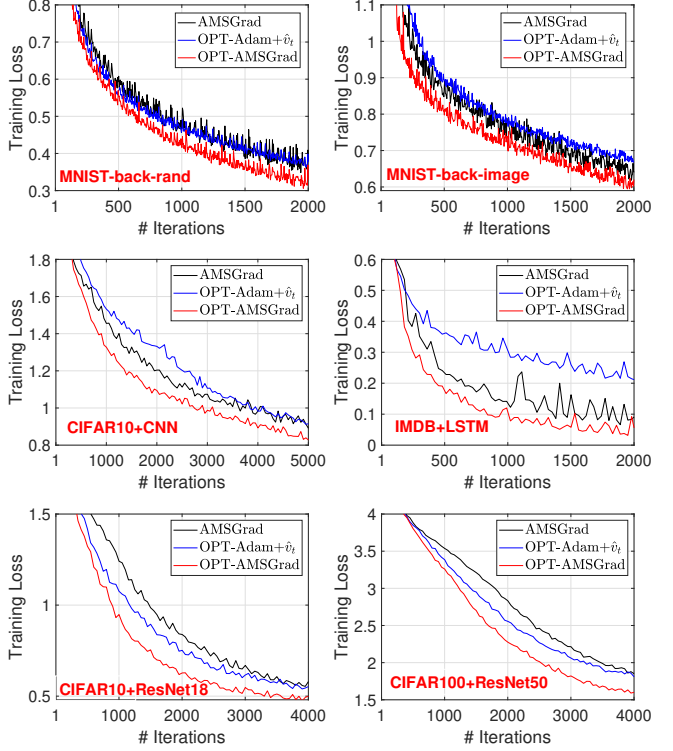 0.8
0.7
0.6
0.5
0.4
0.3
Training Loss
AMSGrad
OPT-Adam+v̂ₜ
OPT-AMSGrad
MNIST-back-rand
1 500 1000 1500 2000
# Iterations
1.1
1
0.9
0.8
0.7
0.6
Training Loss
AMSGrad
OPT-Adam+v̂ₜ
OPT-AMSGrad
MNIST-back-image
1 500 1000 1500 2000
# Iterations
1.8
1.6
1.4
1.2
1
0.8
Training Loss
AMSGrad
OPT-Adam+v̂ₜ
OPT-AMSGrad
CIFAR10+CNN
1 1000 2000 3000 4000 5000
# Iterations
0.6
0.5
0.4
0.3
0.2
0.1
0
Training Loss
AMSGrad
OPT-Adam+v̂ₜ
OPT-AMSGrad
IMDB+LSTM
1 500 1000 1500 2000
# Iterations
1.5
1
0.5
Training Loss
AMSGrad
OPT-Adam+v̂ₜ
OPT-AMSGrad
CIFAR10+ResNet18
1 1000 2000 3000 4000
# Iterations
4
3.5
3
2.5
2
1.5
Training Loss
AMSGrad
OPT-Adam+v̂ₜ
OPT-AMSGrad
CIFAR100+ResNet50
1 1000 2000 3000 4000
# Iterations